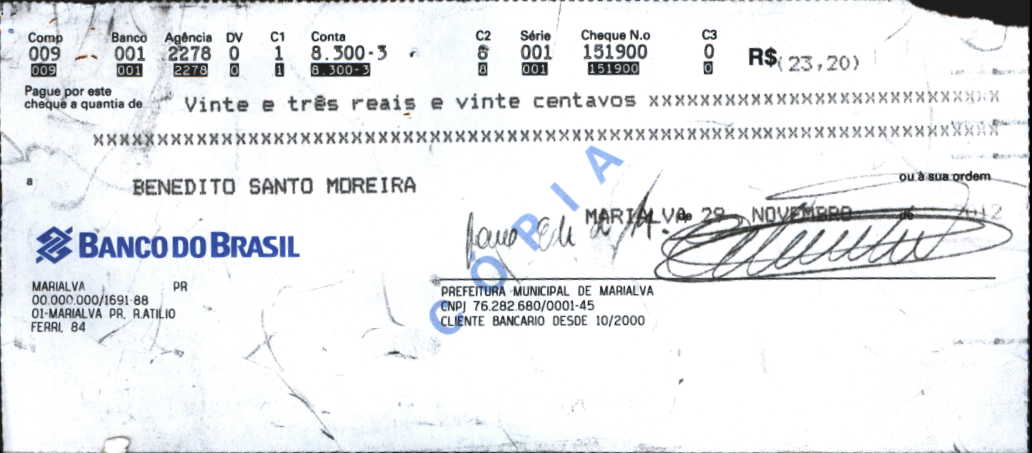 Comp Banco Agência DV C1 Conta C2 Série Cheque N.o C3
009 001 2278 0 1 8.300-3 8 001 151900 0 R$(23,20)
009 001 2278 0 1 8.300-3 8 001 151900 0
Pague por este
cheque a quantia de Vinte e três reais e vinte centavos xxxxxxxxxxxxxxxxxxxxxxxxxxx
xxxxxxxxxxxxxxxxxxxxxxxxxxxxxxxxxxxxxxxxxxxxxxxxxxxxxxxxxxxxxxxxxxxxxx
a BENEDITO SANTO MOREIRA ou à sua ordem
MARIALVA de 29 NOVEMBRO de 2012
BANCO DO BRASIL
MARIALVA PR
00.000.000/1691-88
01-MARIALVA PR. R.ATILIO
FERRI, 84
PREFEITURA MUNICIPAL DE MARIALVA
CNPJ 76.282.680/0001-45
CLIENTE BANCARIO DESDE 10/2000
COPIA